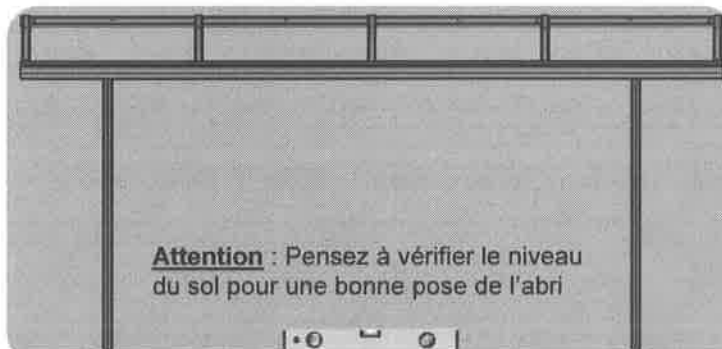 Attention : Pensez à vérifier le niveau
du sol pour une bonne pose de l'abri